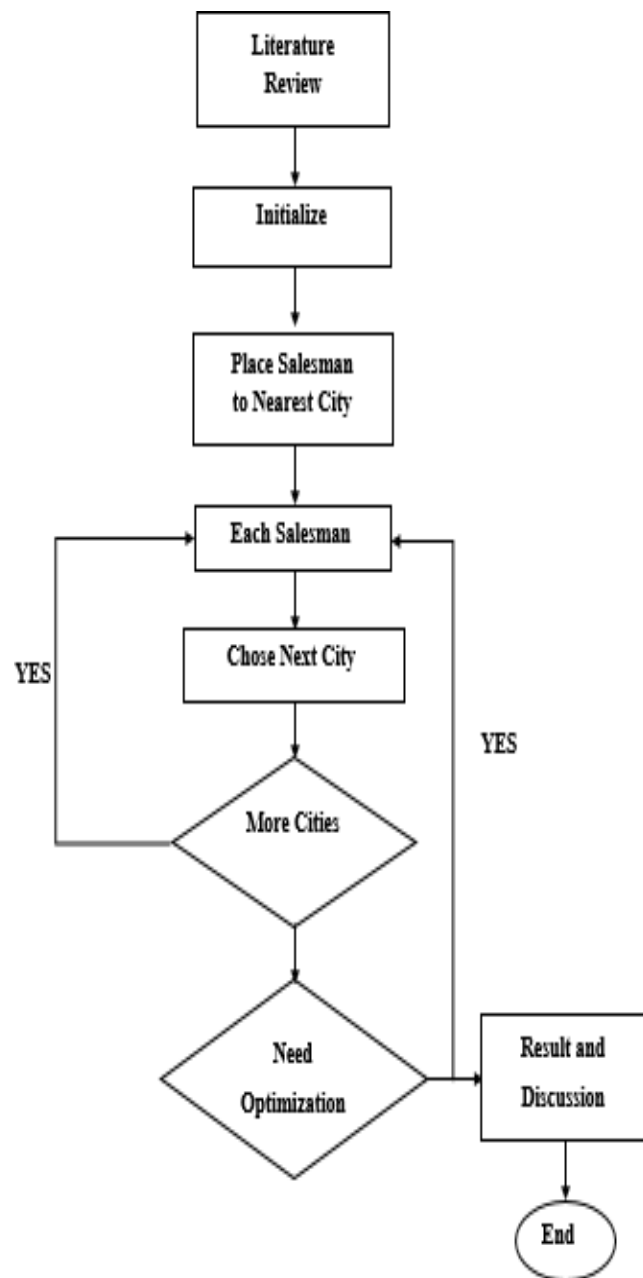 Literature
Review
Initialize
Place Salesman
to Nearest City
Each Salesman
Chose Next City
YES
YES
More Cities
Need
Optimization
Result and
Discussion
End